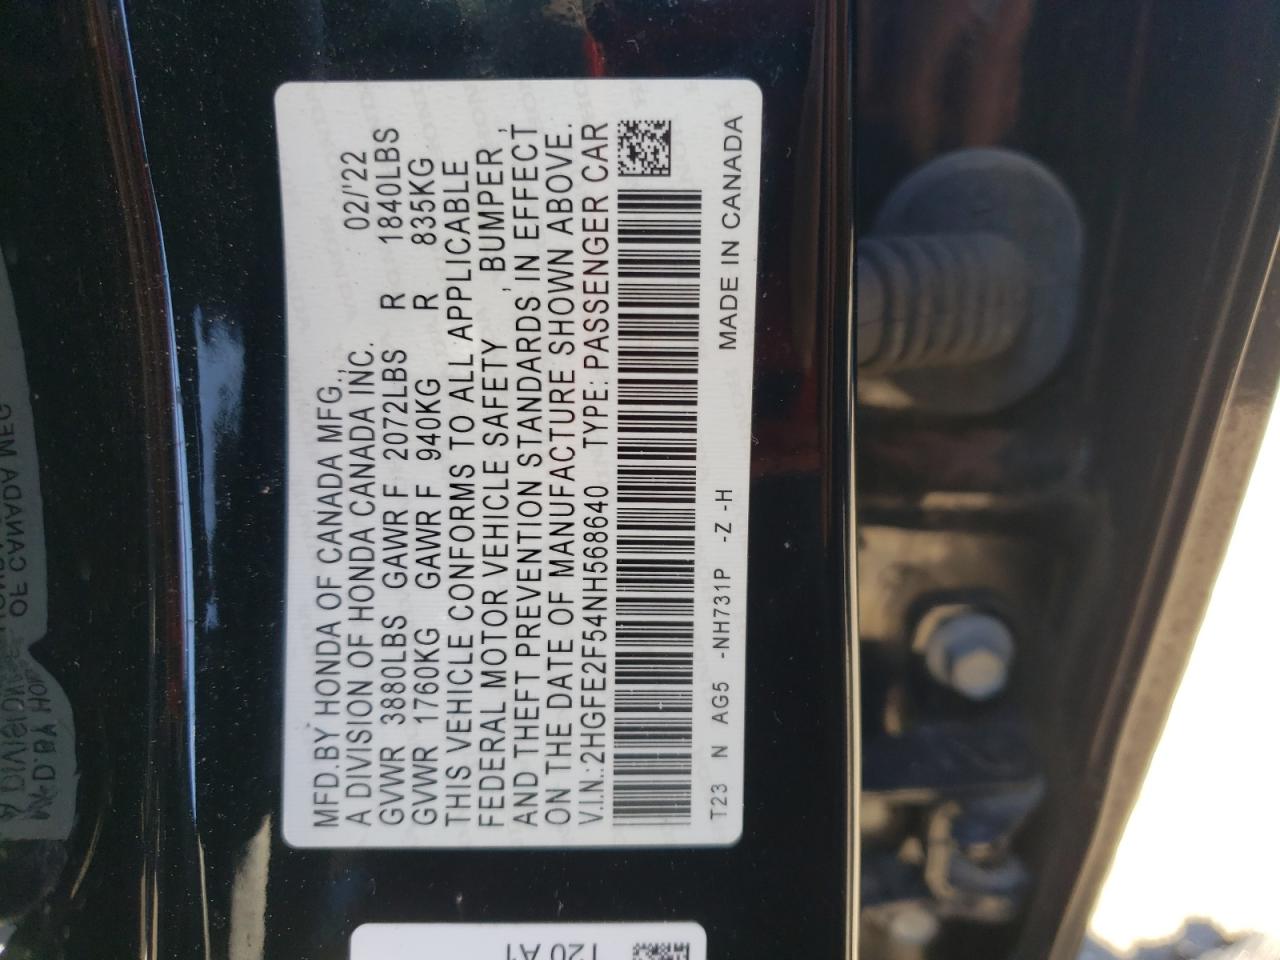 MFD.BY HONDA OF CANADA MFG.,
A DIVISION OF HONDA CANADA INC. 02/'22
GVWR 3880LBS GAWR F 2072LBS R 1840LBS
GVWR 1760KG GAWR F 940KG R 835KG
THIS VEHICLE CONFORMS TO ALL APPLICABLE
FEDERAL MOTOR VEHICLE SAFETY , BUMPER ,
AND THEFT PREVENTION STANDARDS, IN EFFECT
ON THE DATE OF MANUFACTURE SHOWN ABOVE.
V.I.N.:2HGFE2F54NH568640 TYPE: PASSENGER CAR
T23 N AG5 -NH731P -Z -H MADE IN CANADA